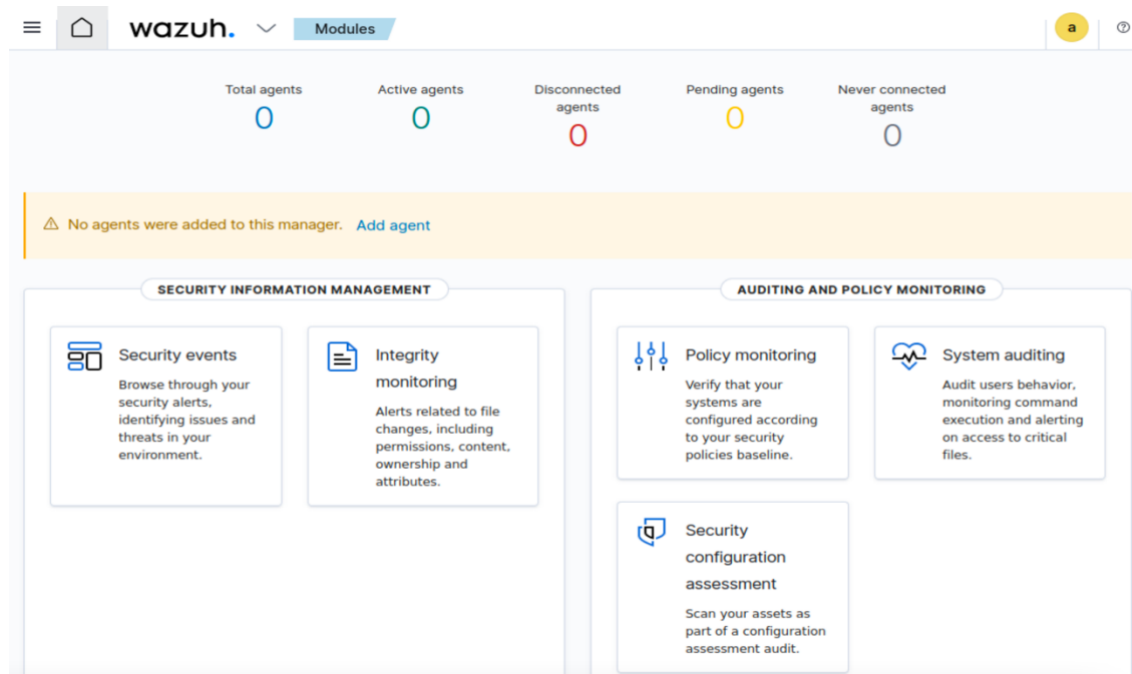 wazuh.
Modules
a
Total agents
0
Active agents
0
Disconnected
agents
0
Pending agents
0
Never connected
agents
0
No agents were added to this manager. Add agent
SECURITY INFORMATION MANAGEMENT
Security events
Browse through your
security alerts,
identifying issues and
threats in your
environment.
Integrity
monitoring
Alerts related to file
changes, including
permissions, content,
ownership and
attributes.
AUDITING AND POLICY MONITORING
Policy monitoring
Verify that your
systems are
configured according
to your security
policies baseline.
System auditing
Audit users behavior,
monitoring command
execution and alerting
on access to critical
files.
Security
configuration
assessment
Scan your assets as
part of a configuration
assessment audit.